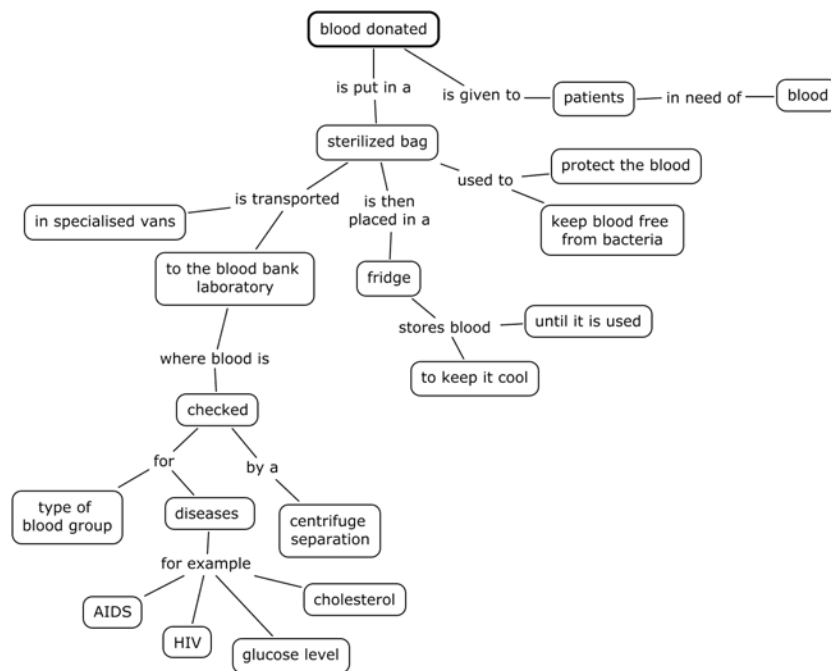 blood donated
is put in a
is given to
patients
in need of
blood
sterilized bag
protect the blood
used to
is transported
is then
placed in a
in specialised vans
keep blood free
from bacteria
to the blood bank
laboratory
fridge
stores blood
until it is used
where blood is
to keep it cool
checked
for
by a
type of
blood group
diseases
centrifuge
separation
for example
AIDS
HIV
glucose level
cholesterol